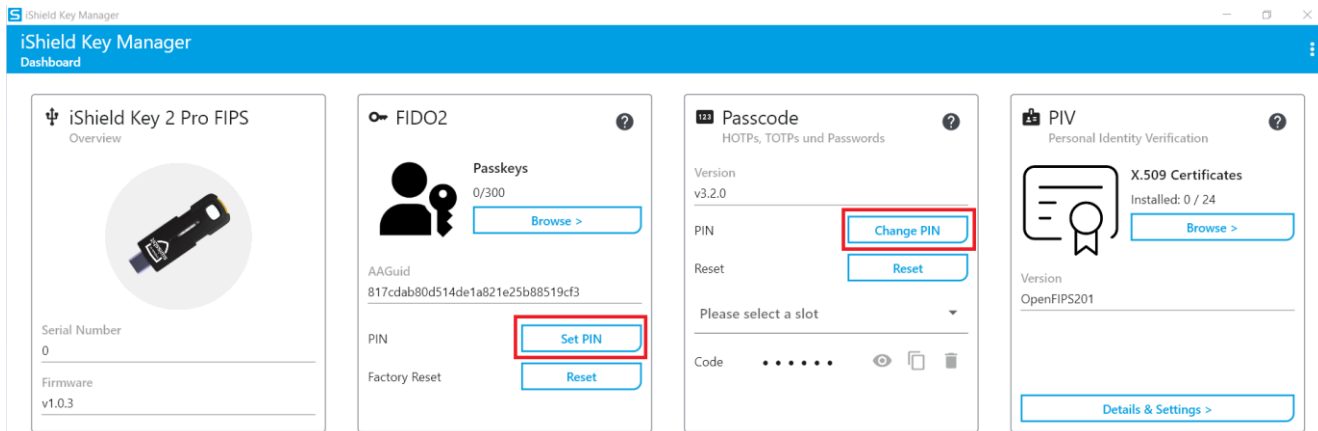 iShield Key Manager
iShield Key Manager
Dashboard
iShield Key 2 Pro FIPS
Overview
Serial Number
0
Firmware
v1.0.3
FIDO2
Passkeys
0/300
Browse >
AAGuid
817cdab80d514de1a821e25b88519cf3
PIN
Set PIN
Factory Reset
Reset
123
Passcode
HOTPs, TOTPs und Passwords
Version
v3.2.0
PIN
Change PIN
Reset
Reset
Please select a slot
Code
PIV
Personal Identity Verification
X.509 Certificates
Installed: 0 / 24
Browse >
Version
OpenFIPS201
Details & Settings >